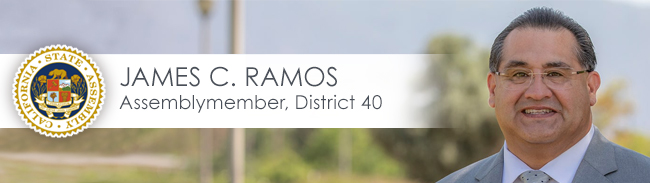 CALIFORNIA STATE ASSEMBLY
JAMES C. RAMOS
Assemblymember, District 40